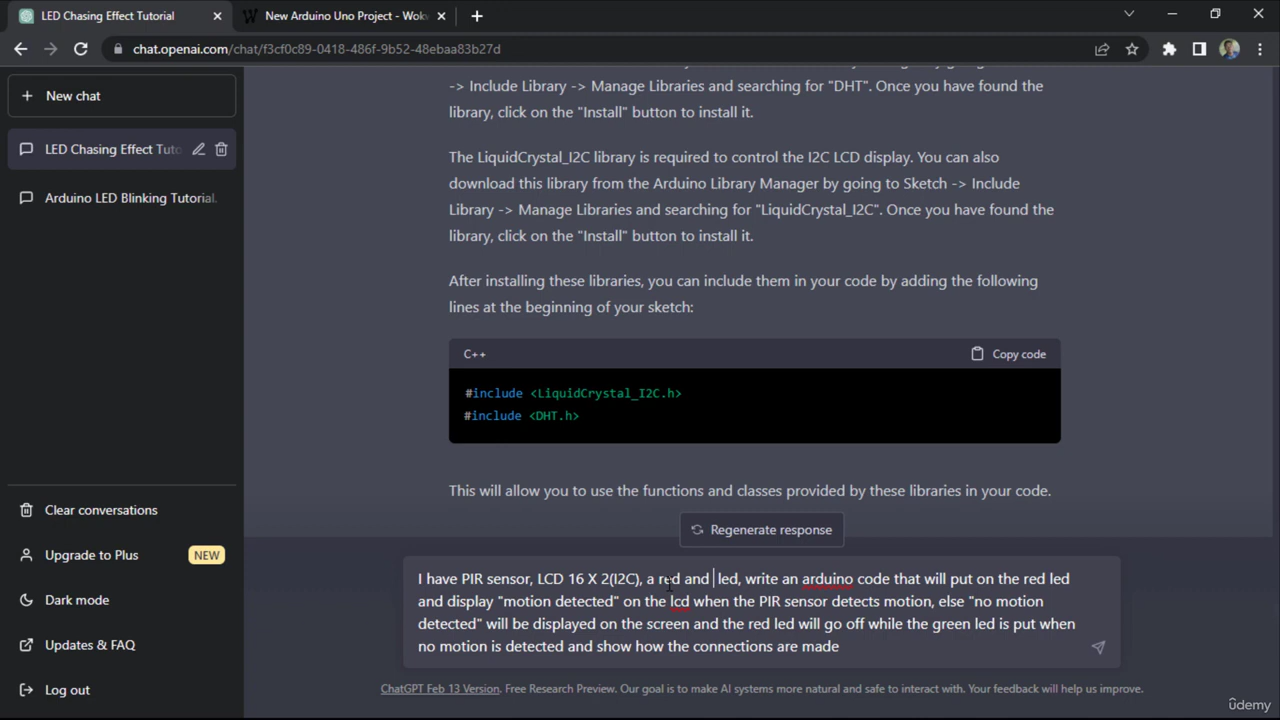 LED Chasing Effect Tutorial
New Arduino Uno Project - Wok
chat.openai.com/chat/f3cf0c89-0418-486f-9b52-48ebaa83b27d
New chat
LED Chasing Effect Tuto
Arduino LED Blinking Tutorial.
-> Include Library -> Manage Libraries and searching for "DHT". Once you have found the
library, click on the "Install" button to install it.
The LiquidCrystal_I2C library is required to control the I2C LCD display. You can also
download this library from the Arduino Library Manager by going to Sketch -> Include
Library -> Manage Libraries and searching for "LiquidCrystal_I2C". Once you have found the
library, click on the "Install" button to install it.
After installing these libraries, you can include them in your code by adding the following
lines at the beginning of your sketch:
C++
Copy code
#include <LiquidCrystal_I2C.h>
#include <DHT.h>
This will allow you to use the functions and classes provided by these libraries in your code.
Regenerate response
I have PIR sensor, LCD 16 X 2(I2C), a red and led, write an arduino code that will put on the red led
and display "motion detected" on the lcd when the PIR sensor detects motion, else "no motion
detected" will be displayed on the screen and the red led will go off while the green led is put when
no motion is detected and show how the connections are made
Clear conversations
Upgrade to Plus NEW
Dark mode
Updates & FAQ
Log out
ChatGPT Feb 13 Version. Free Research Preview. Our goal is to make AI systems more natural and safe to interact with. Your feedback will help us improve.
ûdemy